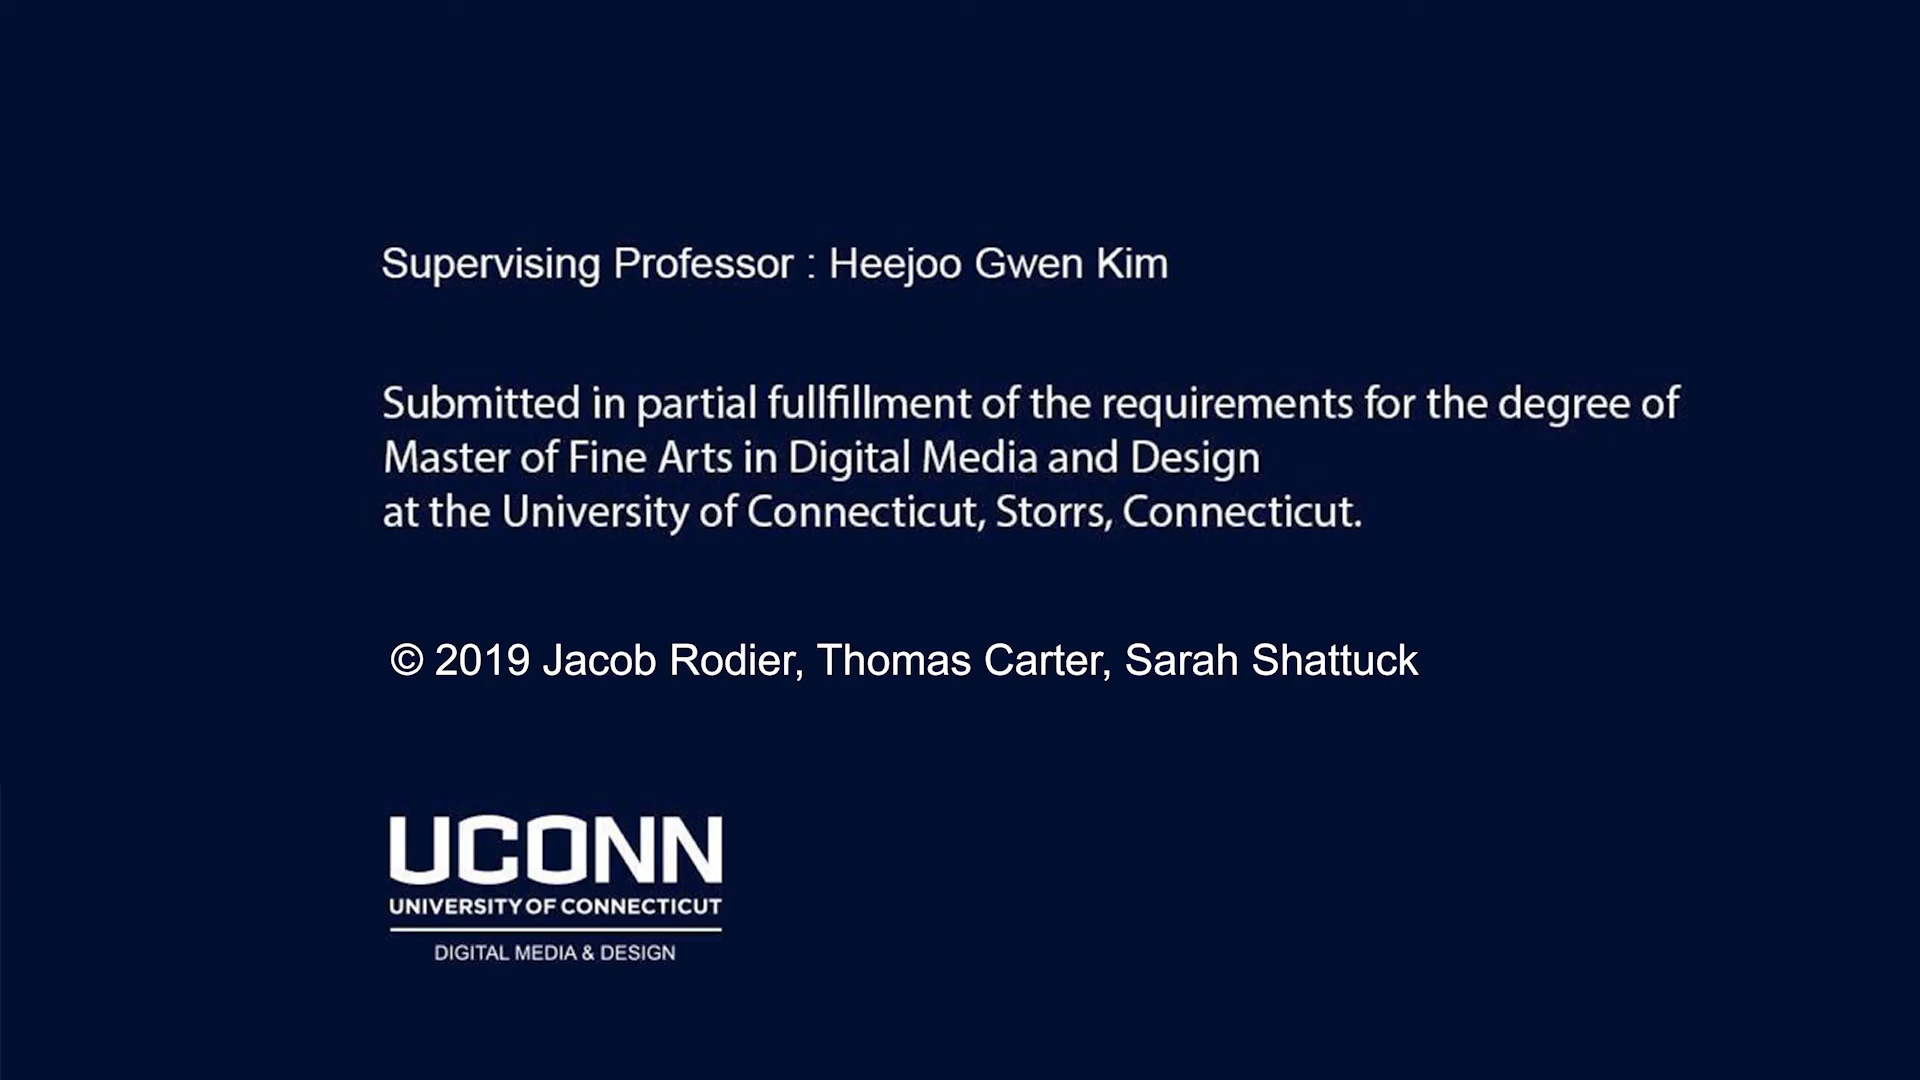 Supervising Professor : Heejoo Gwen Kim
Submitted in partial fullfillment of the requirements for the degree of
Master of Fine Arts in Digital Media and Design
at the University of Connecticut, Storrs, Connecticut.
© 2019 Jacob Rodier, Thomas Carter, Sarah Shattuck
UCONN
UNIVERSITY OF CONNECTICUT
DIGITAL MEDIA & DESIGN